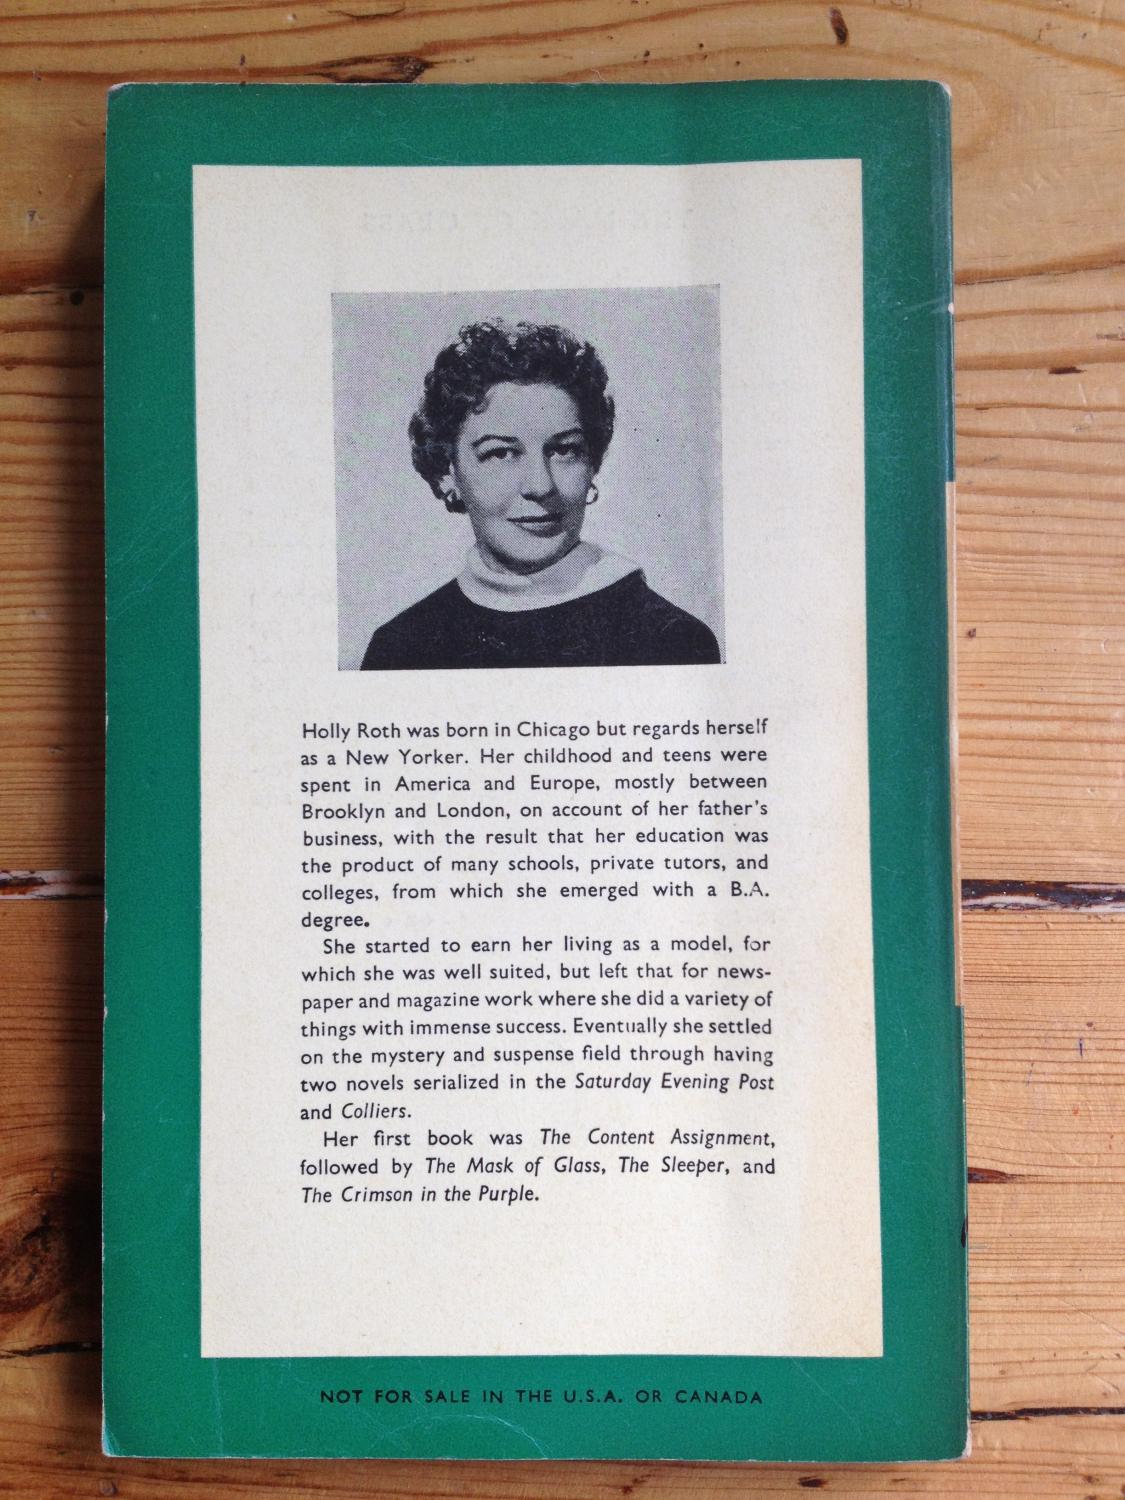 Holly Roth was born in Chicago but regards herself
as a New Yorker. Her childhood and teens were
spent in America and Europe, mostly between
Brooklyn and London, on account of her father's
business, with the result that her education was
the product of many schools, private tutors, and
colleges, from which she emerged with a B.A.
degree.
She started to earn her living as a model, for
which she was well suited, but left that for news-
paper and magazine work where she did a variety of
things with immense success. Eventually she settled
on the mystery and suspense field through having
two novels serialized in the Saturday Evening Post
and Colliers.
Her first book was The Content Assignment,
followed by The Mask of Glass, The Sleeper, and
The Crimson in the Purple.
NOT FOR SALE IN THE U.S.A. OR CANADA